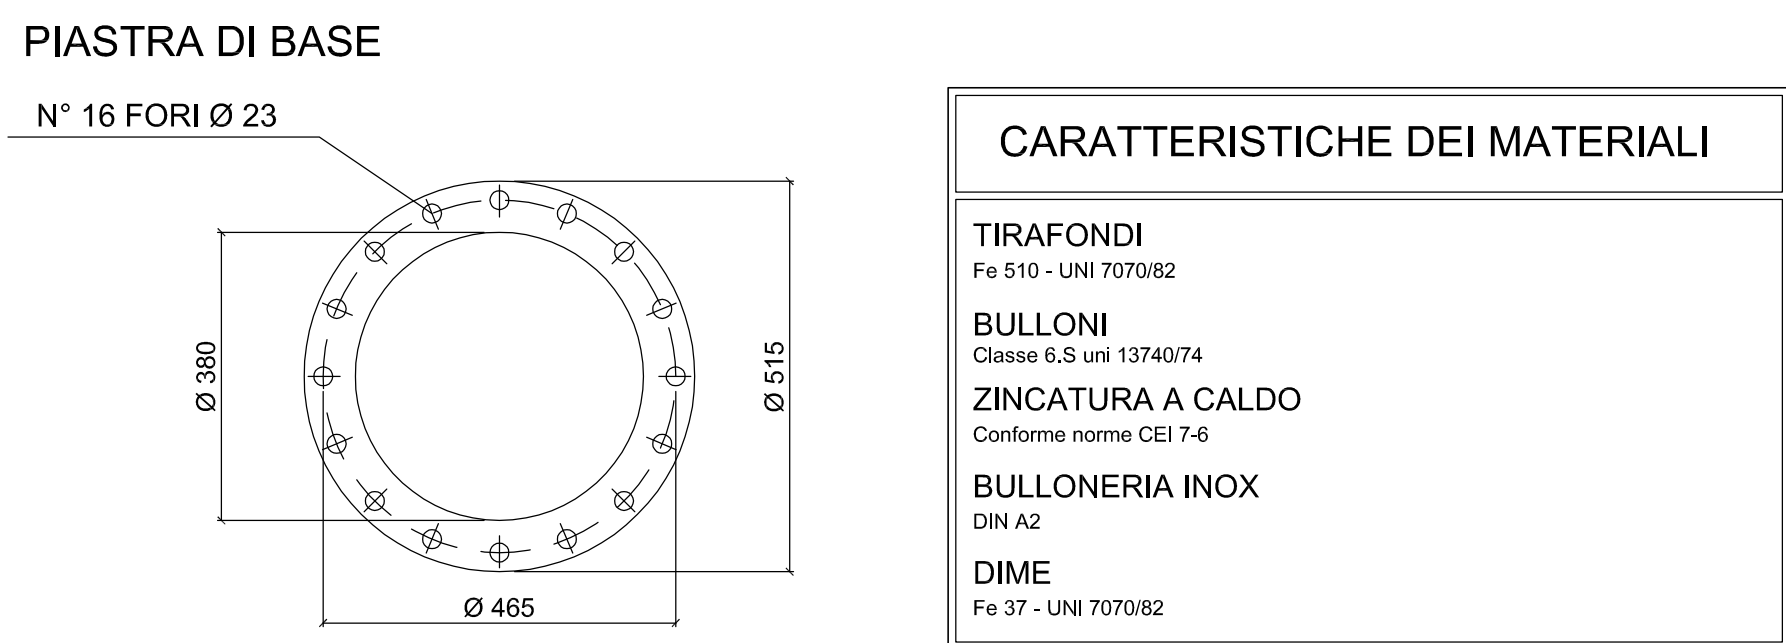 PIASTRA DI BASE
N° 16 FORI Ø 23
Ø 380
Ø 515
Ø 465
CARATTERISTICHE DEI MATERIALI
TIRAFONDI
Fe 510 - UNI 7070/82
BULLONI
Classe 6.S uni 13740/74
ZINCATURA A CALDO
Conforme norme CEI 7-6
BULLONERIA INOX
DIN A2
DIME
Fe 37 - UNI 7070/82